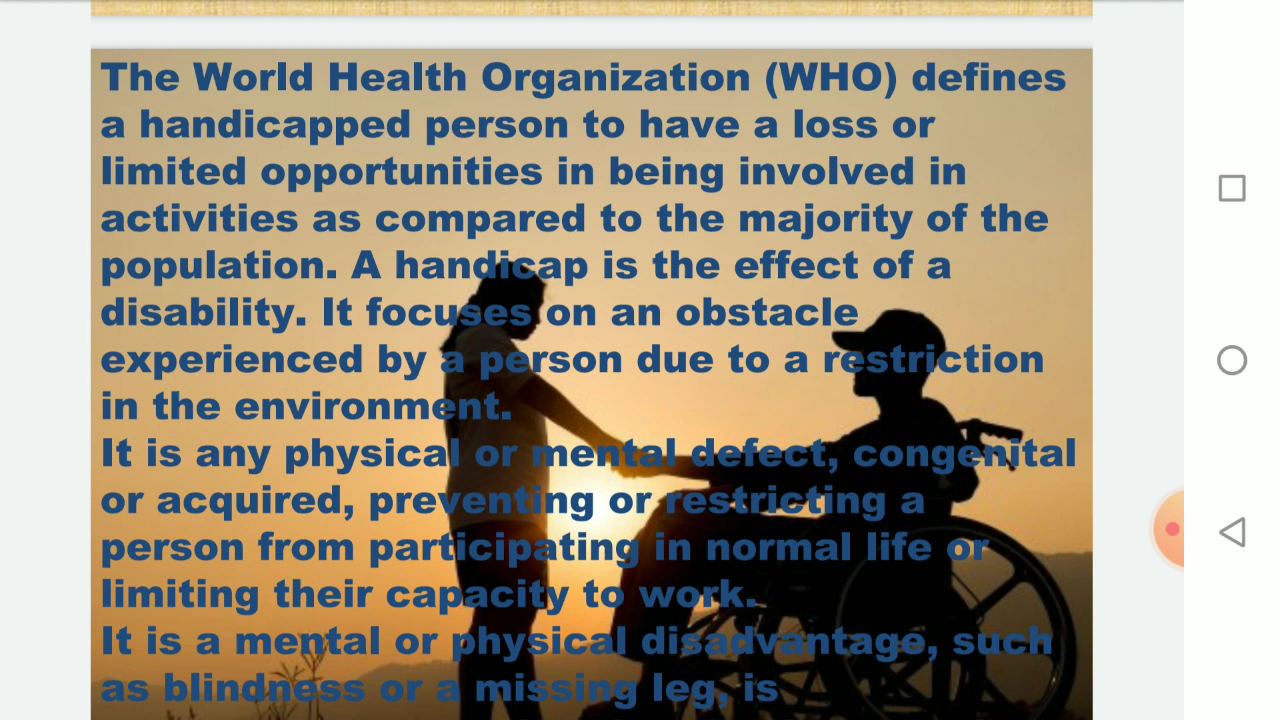 The World Health Organization (WHO) defines
a handicapped person to have a loss or
limited opportunities in being involved in
activities as compared to the majority of the
population. A handicap is the effect of a
disability. It focuses on an obstacle
experienced by a person due to a restriction
in the environment.
It is any physical or mental defect, congenital
or acquired, preventing or restricting a
person from participating in normal life or
limiting their capacity to work.
It is a mental or physical disadvantage, such
as blindness or a missing leg, is